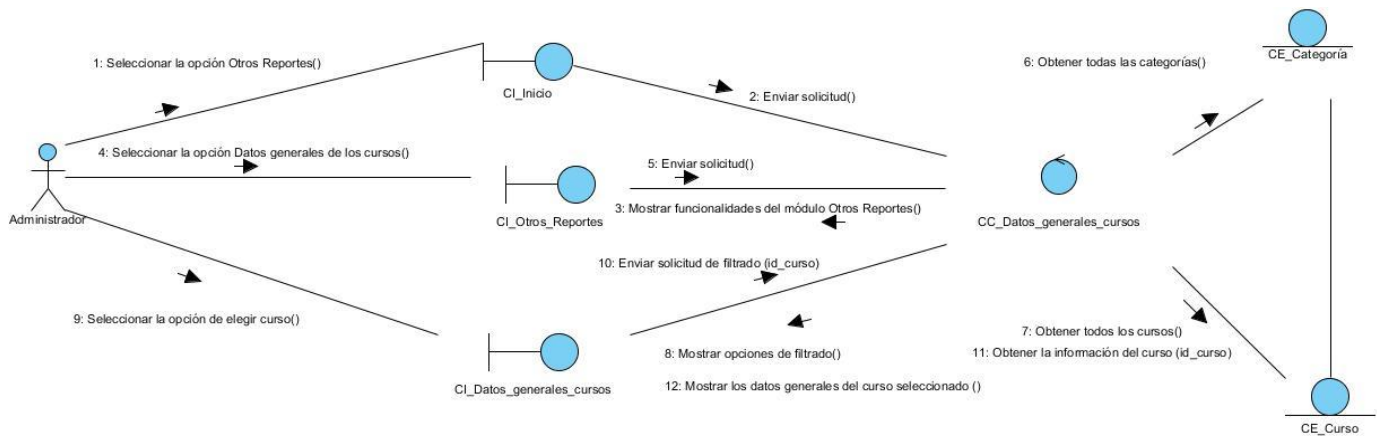 1: Seleccionar la opción Otros Reportes()
CI_Inicio
2: Enviar solicitud()
6: Obtener todas las categorías()
CE_Categoría
4: Seleccionar la opción Datos generales de los cursos()
5: Enviar solicitud()
Administrador
CI_Otros_Reportes
3: Mostrar funcionalidades del módulo Otros Reportes()
CC_Datos_generales_cursos
10: Enviar solicitud de filtrado (id_curso)
9: Seleccionar la opción de elegir curso()
7: Obtener todos los cursos()
8: Mostrar opciones de filtrado()
11: Obtener la información del curso (id_curso)
CI_Datos_generales_cursos
12: Mostrar los datos generales del curso seleccionado ()
CE_Curso